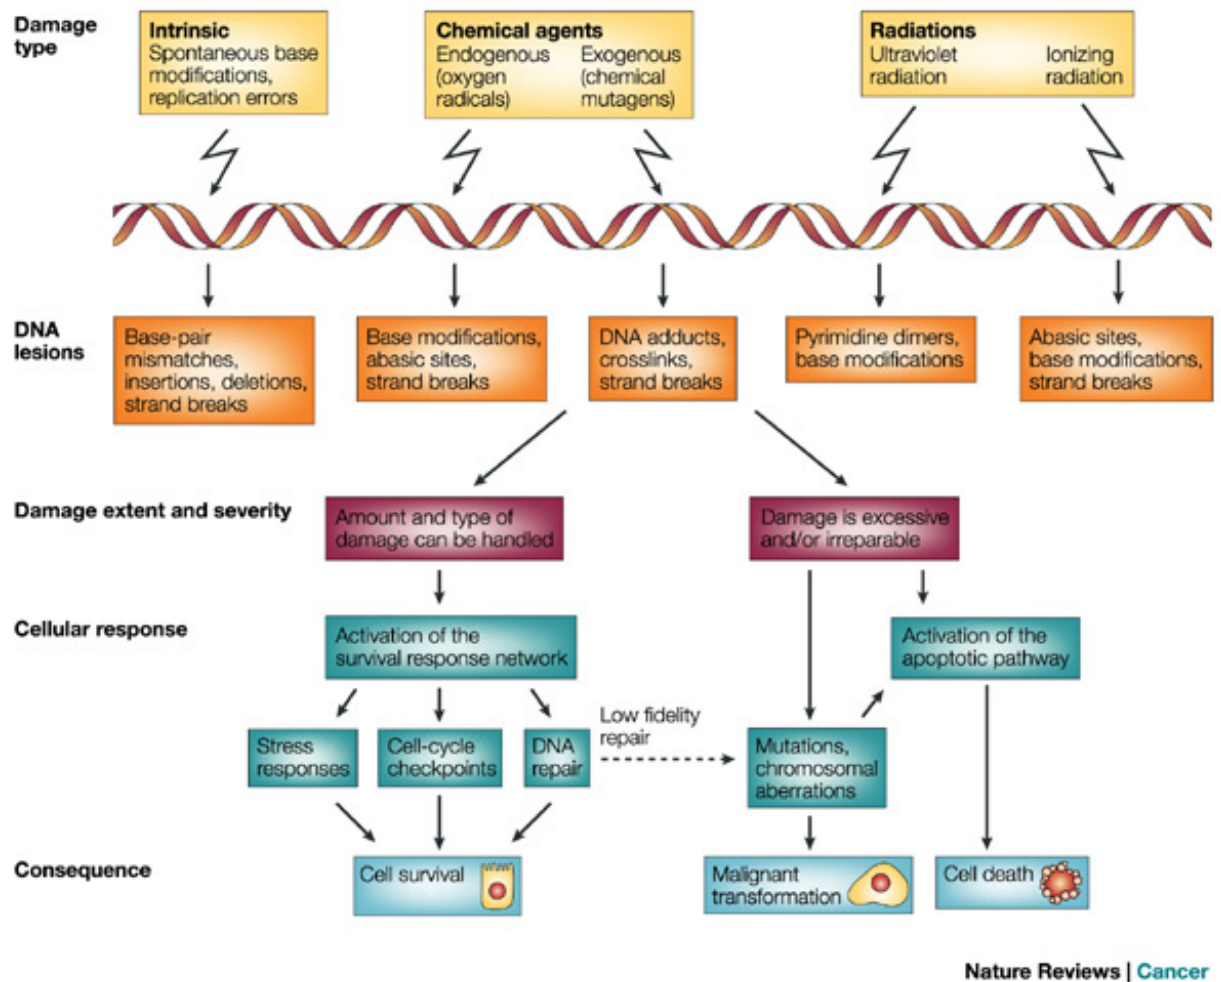 Damage
type
Intrinsic
Spontaneous base
modifications,
replication errors
Chemical agents
Endogenous
(oxygen
radicals)
Exogenous
(chemical
mutagens)
Radiations
Ultraviolet
radiation
Ionizing
radiation
DNA
lesions
Base-pair
mismatches,
insertions, deletions,
strand breaks
Base modifications,
abasic sites,
strand breaks
DNA adducts,
crosslinks,
strand breaks
Pyrimidine dimers,
base modifications
Abasic sites,
base modifications,
strand breaks
Damage extent and severity
Amount and type of
damage can be handled
Damage is excessive
and/or irreparable
Cellular response
Activation of the
survival response network
Activation of the
apoptotic pathway
Stress
responses
Cell-cycle
checkpoints
DNA
repair
Low fidelity
repair
Mutations,
chromosomal
aberrations
Consequence
Cell survival
Malignant
transformation
Cell death
Nature Reviews | Cancer